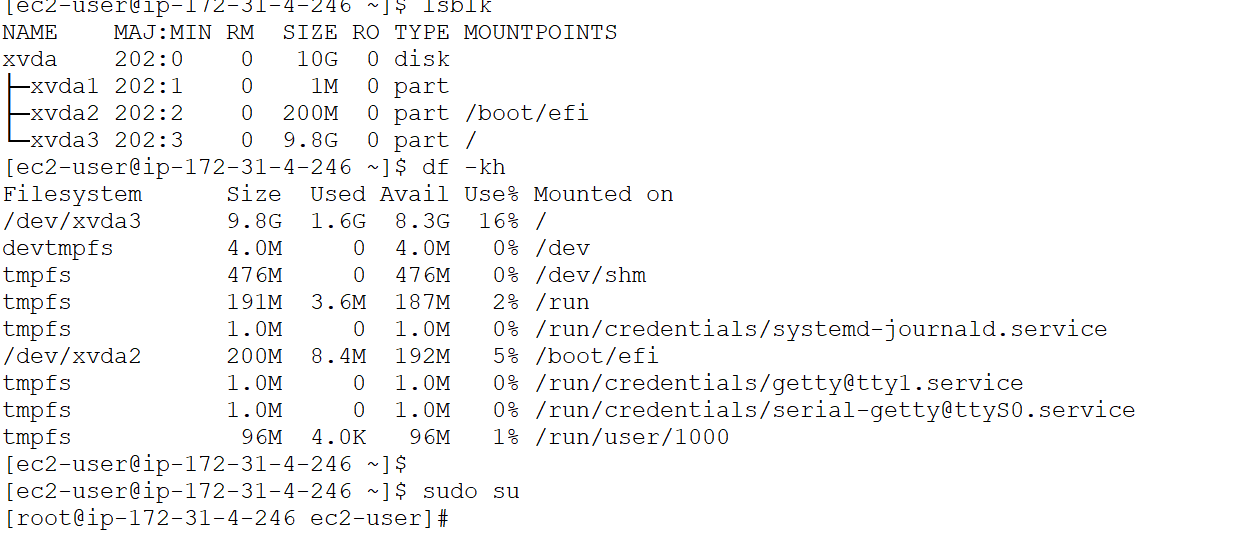 [ec2-user@ip-172-31-4-246 ~]$ lsblk
NAME    MAJ:MIN RM  SIZE RO TYPE MOUNTPOINTS
xvda    202:0    0   10G  0 disk
├─xvda1 202:1    0    1M  0 part
├─xvda2 202:2    0  200M  0 part /boot/efi
└─xvda3 202:3    0  9.8G  0 part /
[ec2-user@ip-172-31-4-246 ~]$ df -kh
Filesystem      Size  Used Avail Use% Mounted on
/dev/xvda3      9.8G  1.6G  8.3G  16% /
devtmpfs        4.0M     0  4.0M   0% /dev
tmpfs           476M     0  476M   0% /dev/shm
tmpfs           191M  3.6M  187M   2% /run
tmpfs           1.0M     0  1.0M   0% /run/credentials/systemd-journald.service
/dev/xvda2      200M  8.4M  192M   5% /boot/efi
tmpfs           1.0M     0  1.0M   0% /run/credentials/getty@tty1.service
tmpfs           1.0M     0  1.0M   0% /run/credentials/serial-getty@ttyS0.service
tmpfs            96M  4.0K   96M   1% /run/user/1000
[ec2-user@ip-172-31-4-246 ~]$
[ec2-user@ip-172-31-4-246 ~]$ sudo su
[root@ip-172-31-4-246 ec2-user]#